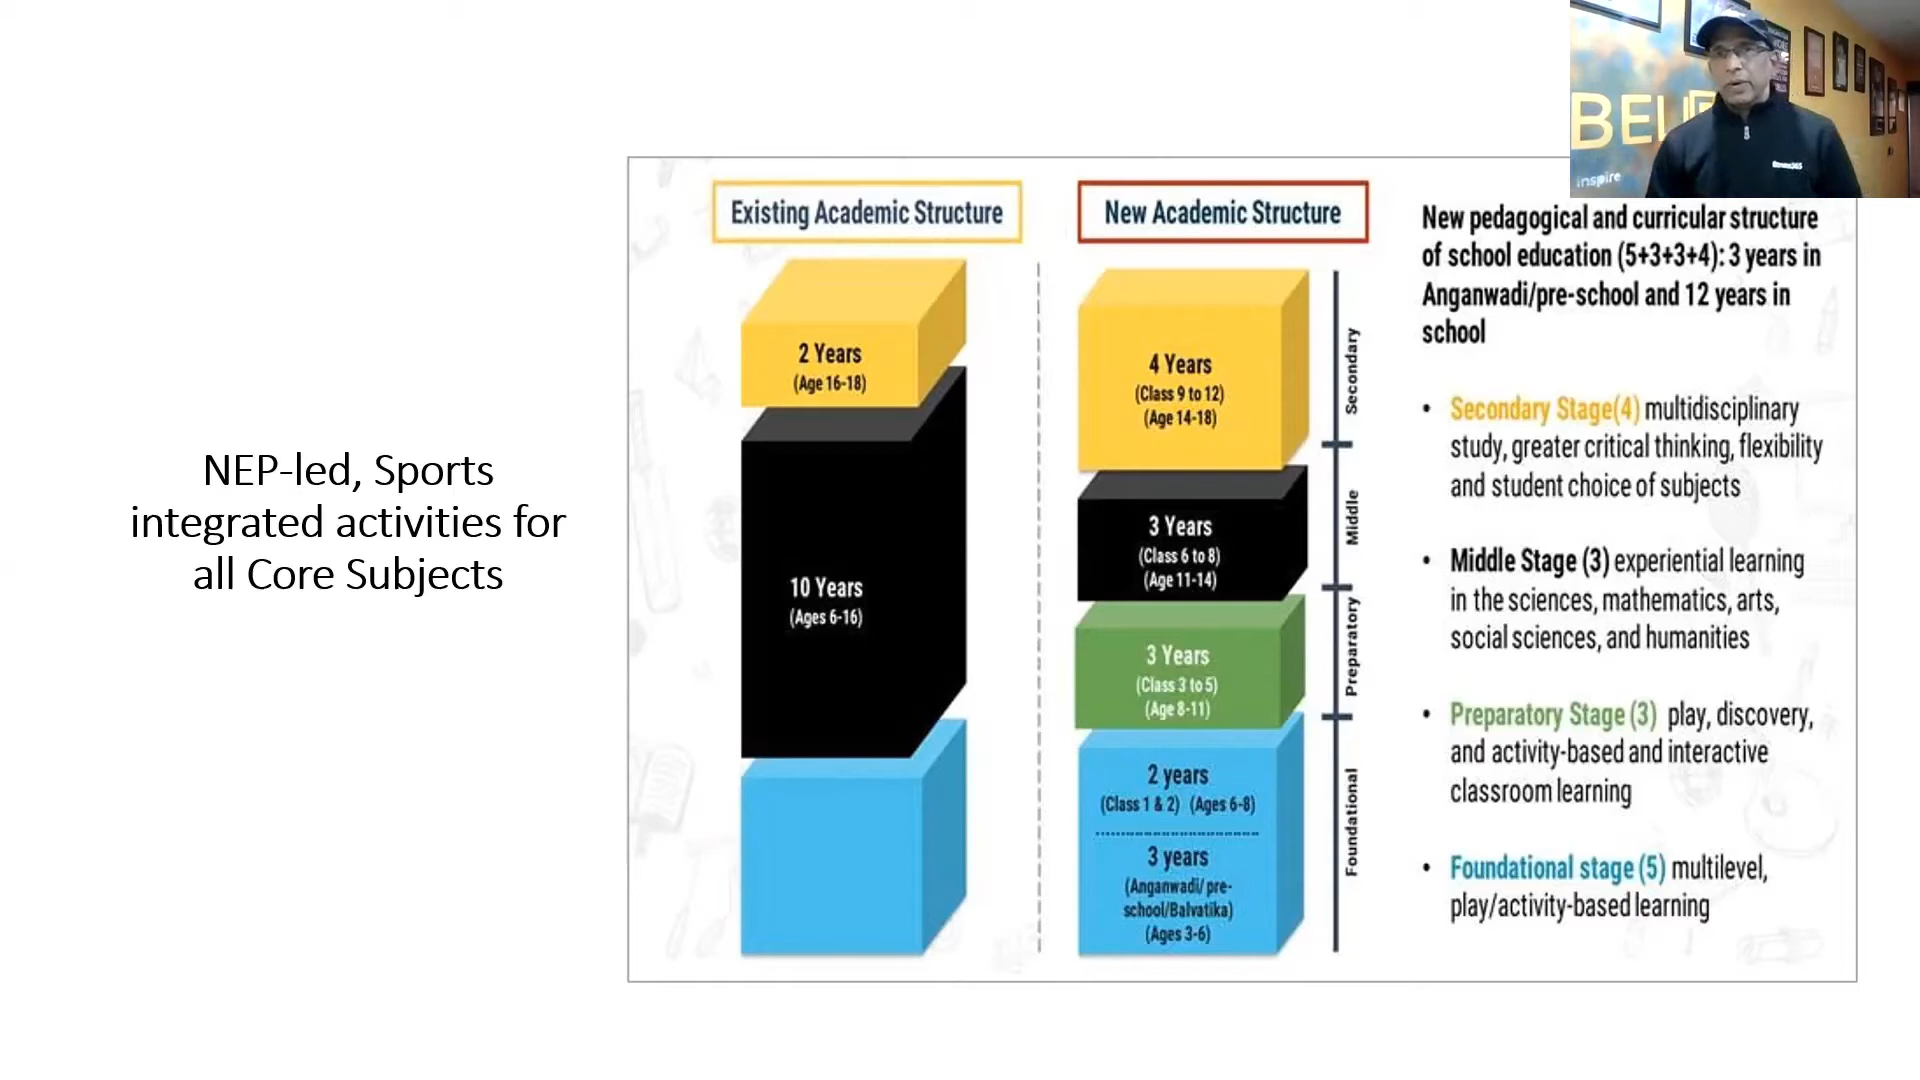 BELIE
inspire
fitness365
NEP-led, Sports
integrated activities for
all Core Subjects
Existing Academic Structure
2 Years
(Age 16-18)
10 Years
(Ages 6-16)
New Academic Structure
4 Years
(Class 9 to 12)
(Age 14-18)
3 Years
(Class 6 to 8)
(Age 11-14)
3 Years
(Class 3 to 5)
(Age 8-11)
2 years
(Class 1 & 2) (Ages 6-8)
3 years
(Anganwadi/ pre-
school/Balvatika)
(Ages 3-6)
Secondary
Middle
Preparatory
Foundational
New pedagogical and curricular structure
of school education (5+3+3+4): 3 years in
Anganwadi/pre-school and 12 years in
school
• Secondary Stage(4) multidisciplinary
study, greater critical thinking, flexibility
and student choice of subjects
• Middle Stage (3) experiential learning
in the sciences, mathematics, arts,
social sciences, and humanities
• Preparatory Stage (3) play, discovery,
and activity-based and interactive
classroom learning
• Foundational stage (5) multilevel,
play/activity-based learning